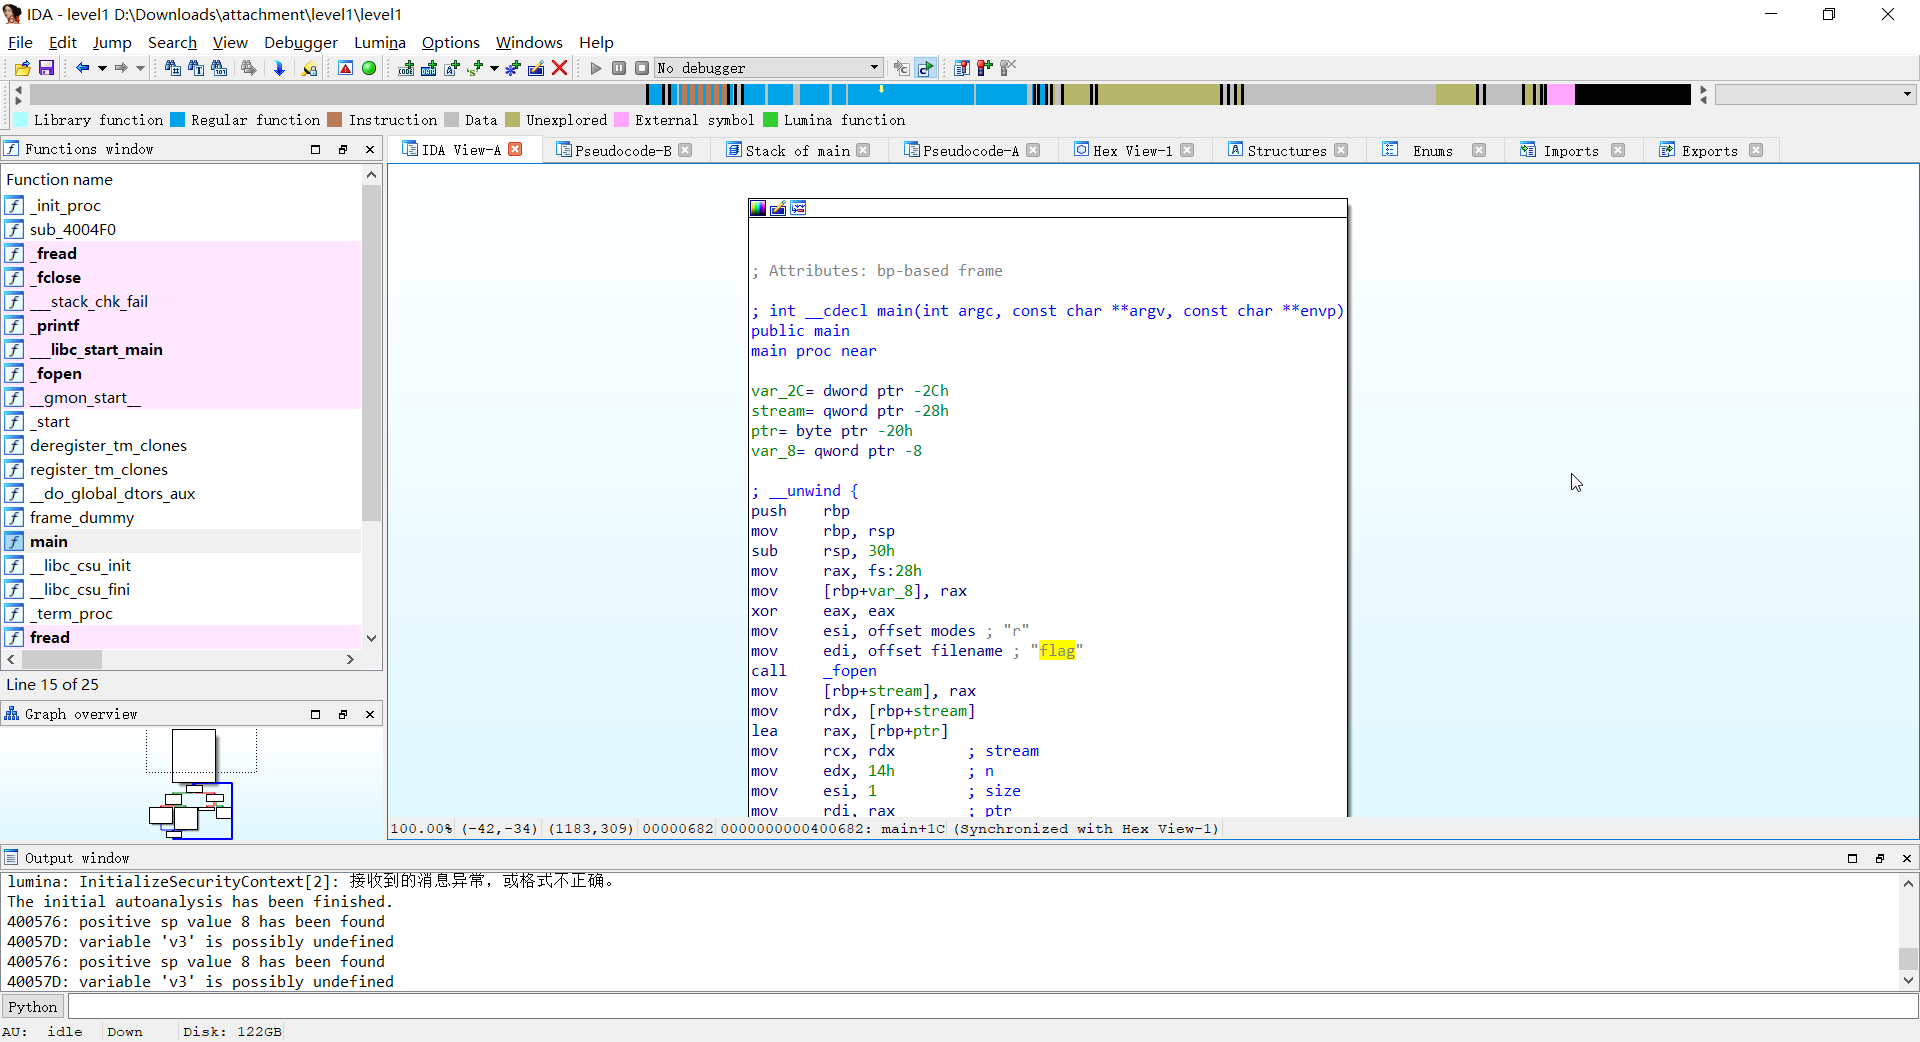 IDA - level1 D:\Downloads\attachment\level1\level1
File Edit Jump Search View Debugger Lumina Options Windows Help
No debugger
Library function Regular function Instruction Data Unexplored External symbol Lumina function
Functions window
IDA View-A Pseudocode-B Stack of main Pseudocode-A Hex View-1 Structures Enums Imports Exports
Function name
_init_proc
sub_4004F0
_fread
_fclose
___stack_chk_fail
_printf
___libc_start_main
_fopen
__gmon_start__
_start
deregister_tm_clones
register_tm_clones
__do_global_dtors_aux
frame_dummy
main
__libc_csu_init
__libc_csu_fini
_term_proc
fread
Line 15 of 25
Graph overview
; Attributes: bp-based frame
; int __cdecl main(int argc, const char **argv, const char **envp)
public main
main proc near
var_2C= dword ptr -2Ch
stream= qword ptr -28h
ptr= byte ptr -20h
var_8= qword ptr -8
; __unwind {
push rbp
mov rbp, rsp
sub rsp, 30h
mov rax, fs:28h
mov [rbp+var_8], rax
xor eax, eax
mov esi, offset modes ; "r"
mov edi, offset filename ; "flag"
call _fopen
mov [rbp+stream], rax
mov rdx, [rbp+stream]
lea rax, [rbp+ptr]
mov rcx, rdx ; stream
mov edx, 14h ; n
mov esi, 1 ; size
mov rdi, rax ; ptr
100.00% (-42,-34) (1183,309) 00000682 0000000000400682: main+1C (Synchronized with Hex View-1)
Output window
lumina: InitializeSecurityContext[2]: 接收到的消息异常，或格式不正确。
The initial autoanalysis has been finished.
400576: positive sp value 8 has been found
40057D: variable 'v3' is possibly undefined
400576: positive sp value 8 has been found
40057D: variable 'v3' is possibly undefined
Python
AU: idle Down Disk: 122GB